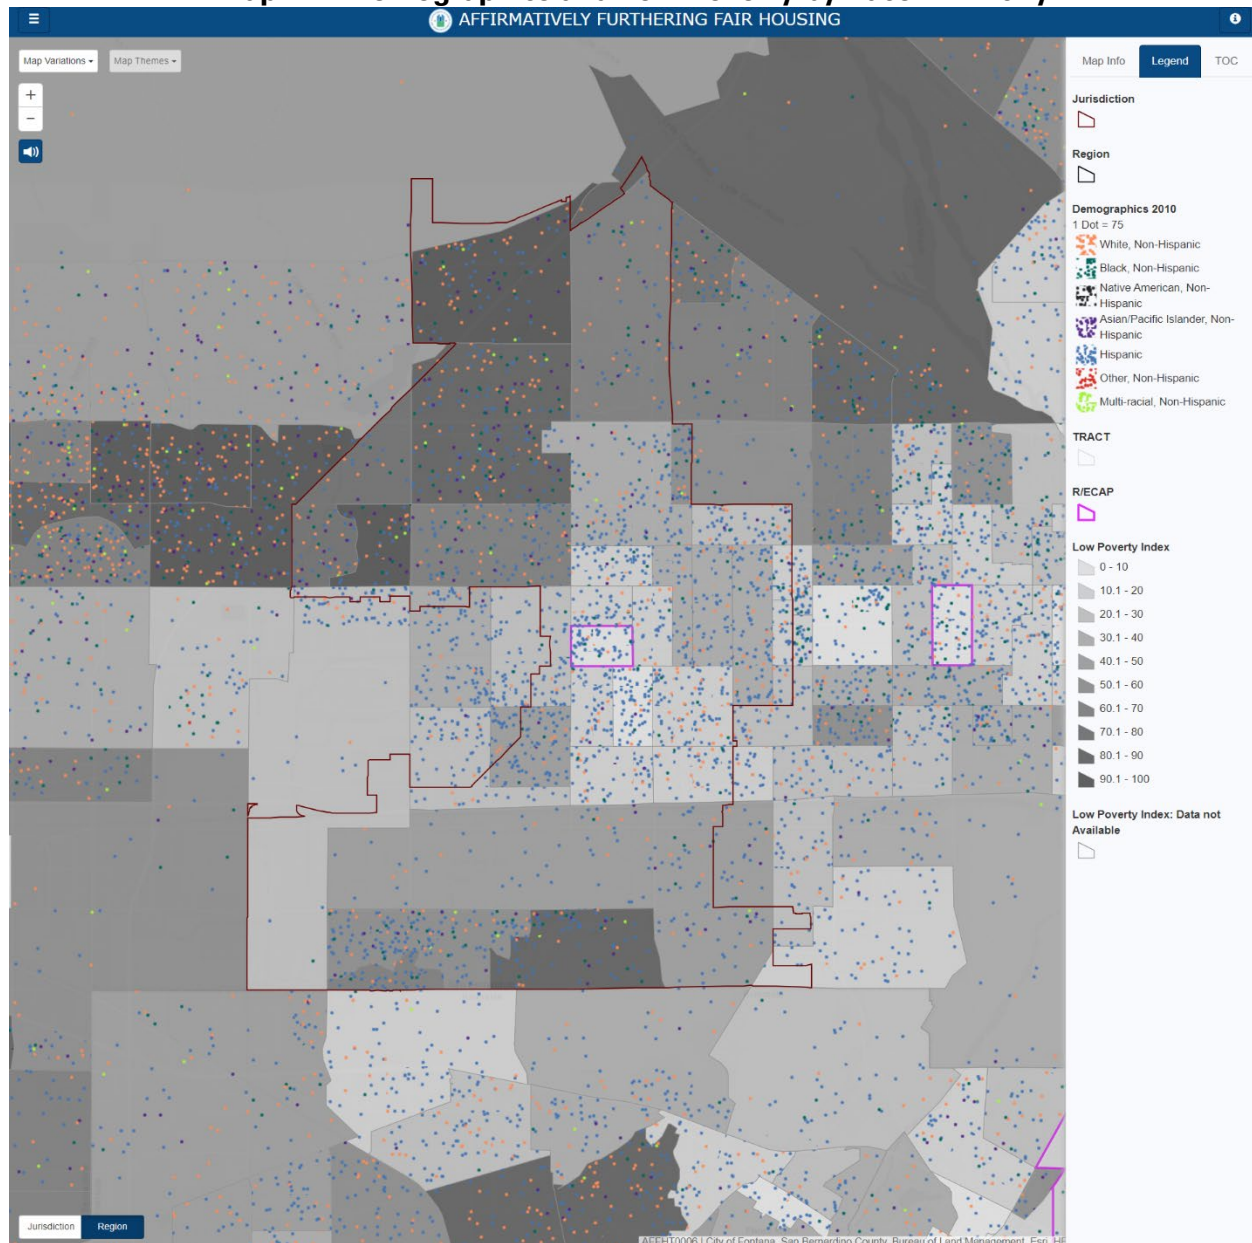 AFFIRMATIVELY FURTHERING FAIR HOUSING
Map Variations
Map Themes
+
−
Map Info
Legend
TOC
Jurisdiction
Region
Demographics 2010
1 Dot = 75
White, Non-Hispanic
Black, Non-Hispanic
Native American, Non-
Hispanic
Asian/Pacific Islander, Non-
Hispanic
Hispanic
Other, Non-Hispanic
Multi-racial, Non-Hispanic
TRACT
R/ECAP
Low Poverty Index
0 - 10
10.1 - 20
20.1 - 30
30.1 - 40
40.1 - 50
50.1 - 60
60.1 - 70
70.1 - 80
80.1 - 90
90.1 - 100
Low Poverty Index: Data not
Available
Jurisdiction
Region
AFFHT0006 | City of Fontana, San Bernardino County, Bureau of Land Management, Esri,